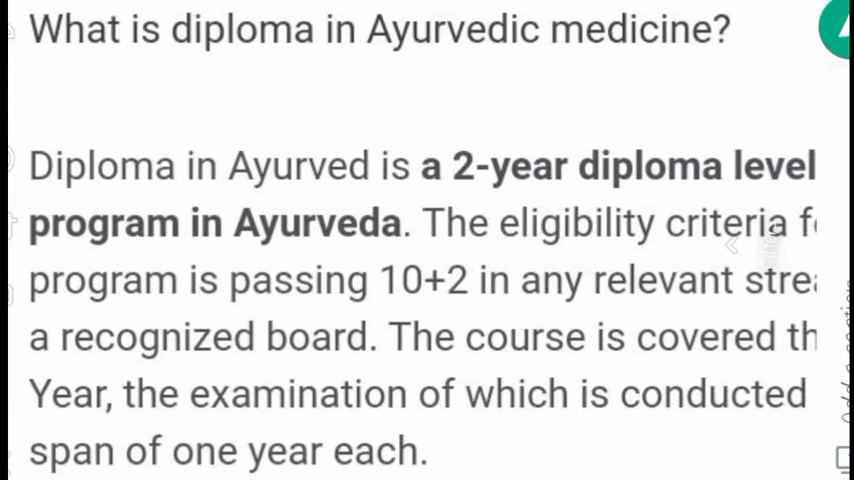 What is diploma in Ayurvedic medicine?
Diploma in Ayurved is a 2-year diploma level
program in Ayurveda. The eligibility criteria
program is passing 10+2 in any relevant
a recognized board. The course is covered
Year, the examination of which is conducted
span of one year each.